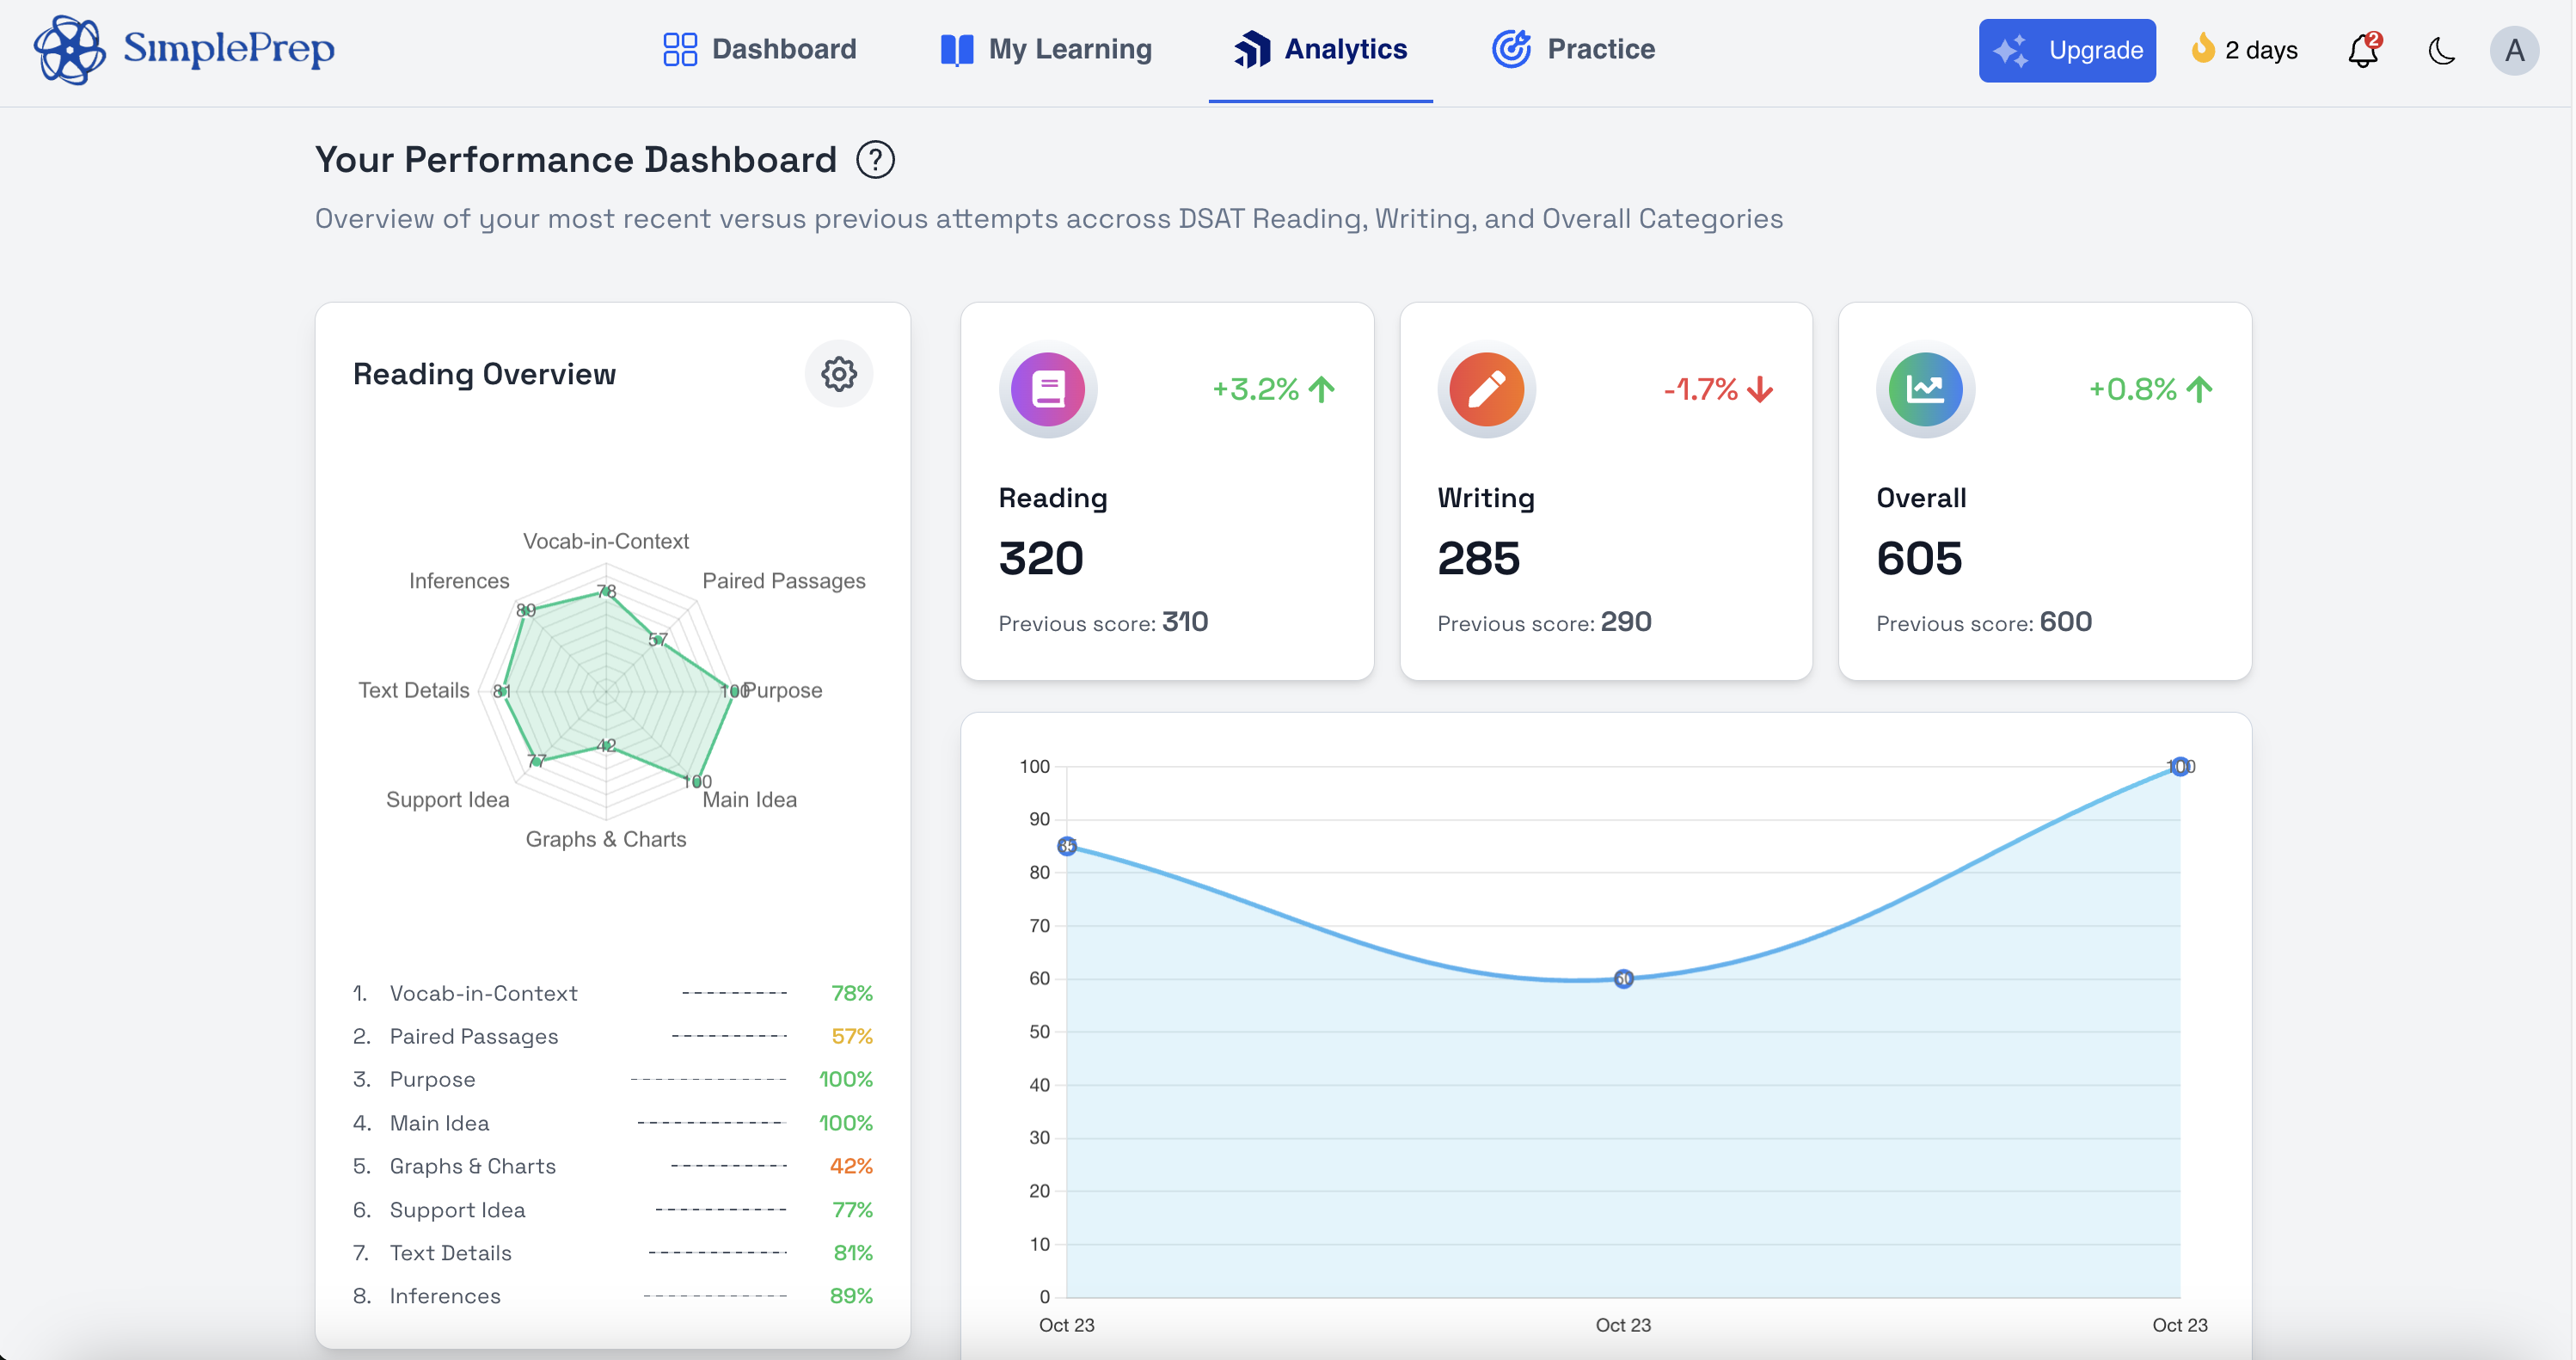 SimplePrep
Dashboard
My Learning
Analytics
Practice
Upgrade
2 days
2
A
Your Performance Dashboard ?
Overview of your most recent versus previous attempts accross DSAT Reading, Writing, and Overall Categories
Reading Overview
Vocab-in-Context
Inferences
Paired Passages
78
89
57
Text Details
81
100
Purpose
42
77
100
Support Idea
Main Idea
Graphs & Charts
1. Vocab-in-Context 78%
2. Paired Passages 57%
3. Purpose 100%
4. Main Idea 100%
5. Graphs & Charts 42%
6. Support Idea 77%
7. Text Details 81%
8. Inferences 89%
+3.2%
Reading
320
Previous score: 310
-1.7%
Writing
285
Previous score: 290
+0.8%
Overall
605
Previous score: 600
100
90
80
70
60
50
40
30
20
10
0
85
60
100
Oct 23
Oct 23
Oct 23